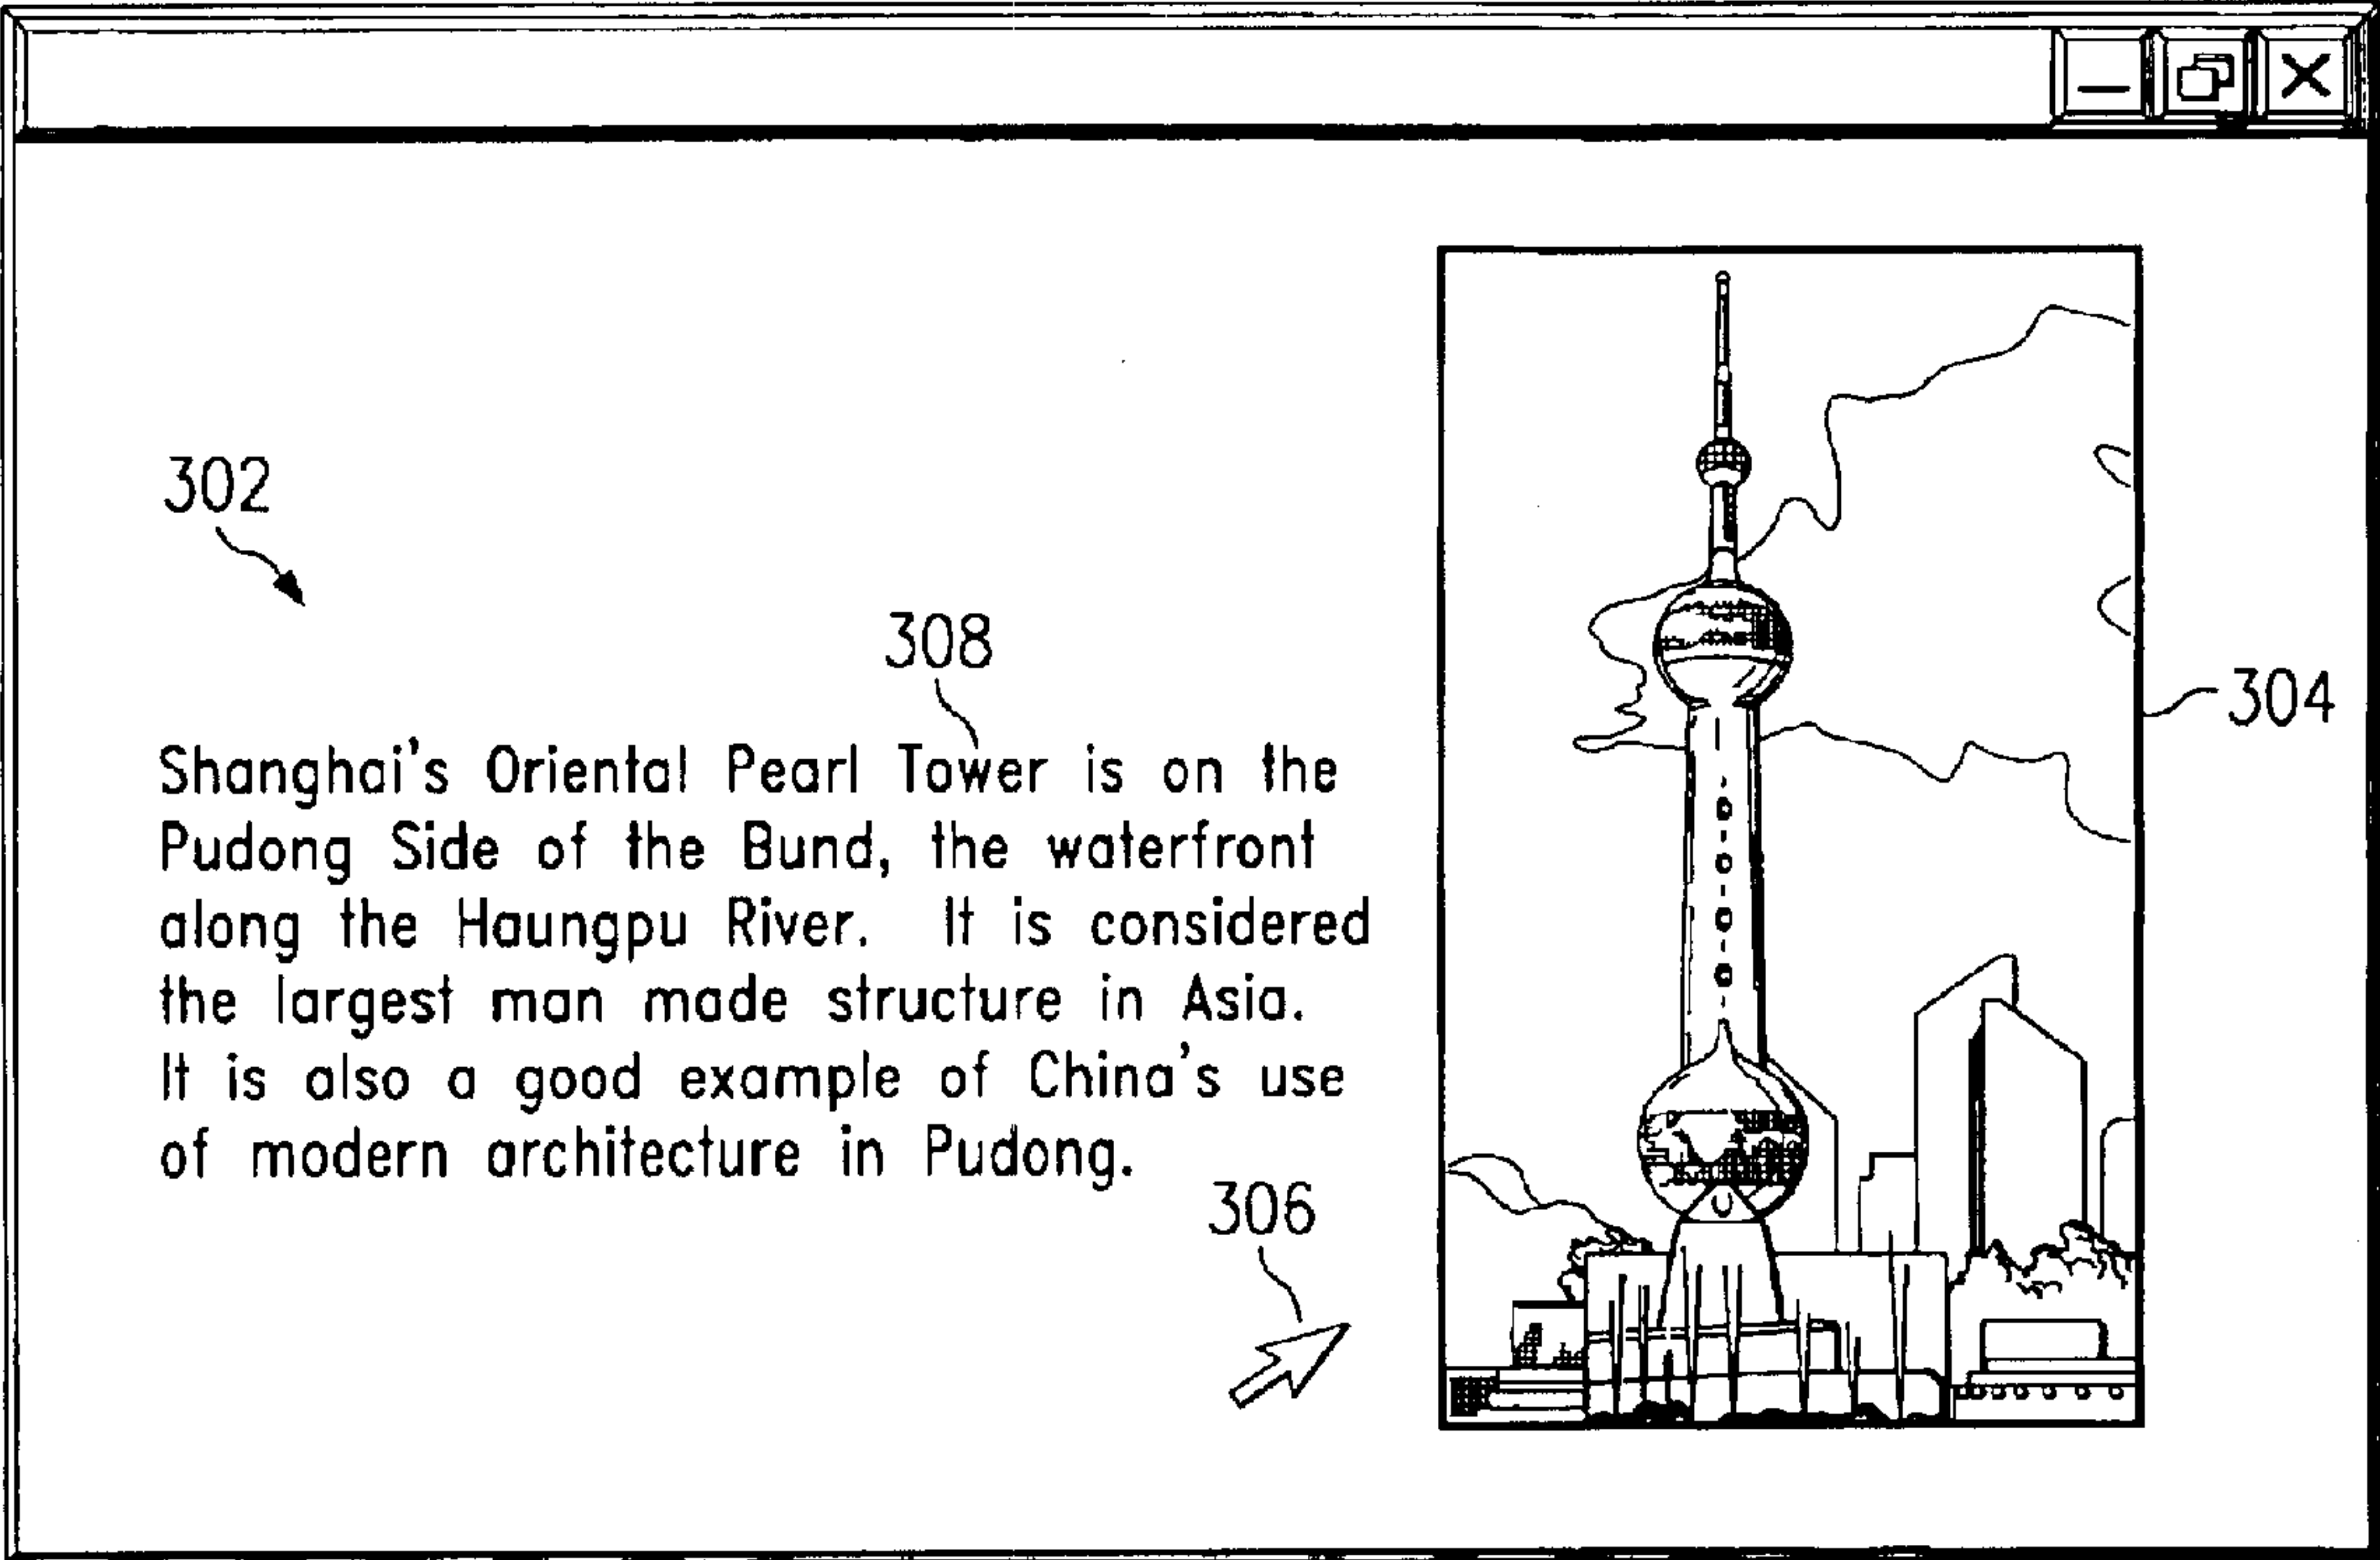 302
308
304
Shanghai's Oriental Pearl Tower is on the
Pudong Side of the Bund, the waterfront
along the Haungpu River. It is considered
the largest man made structure in Asia.
It is also a good example of China's use
of modern architecture in Pudong.
306